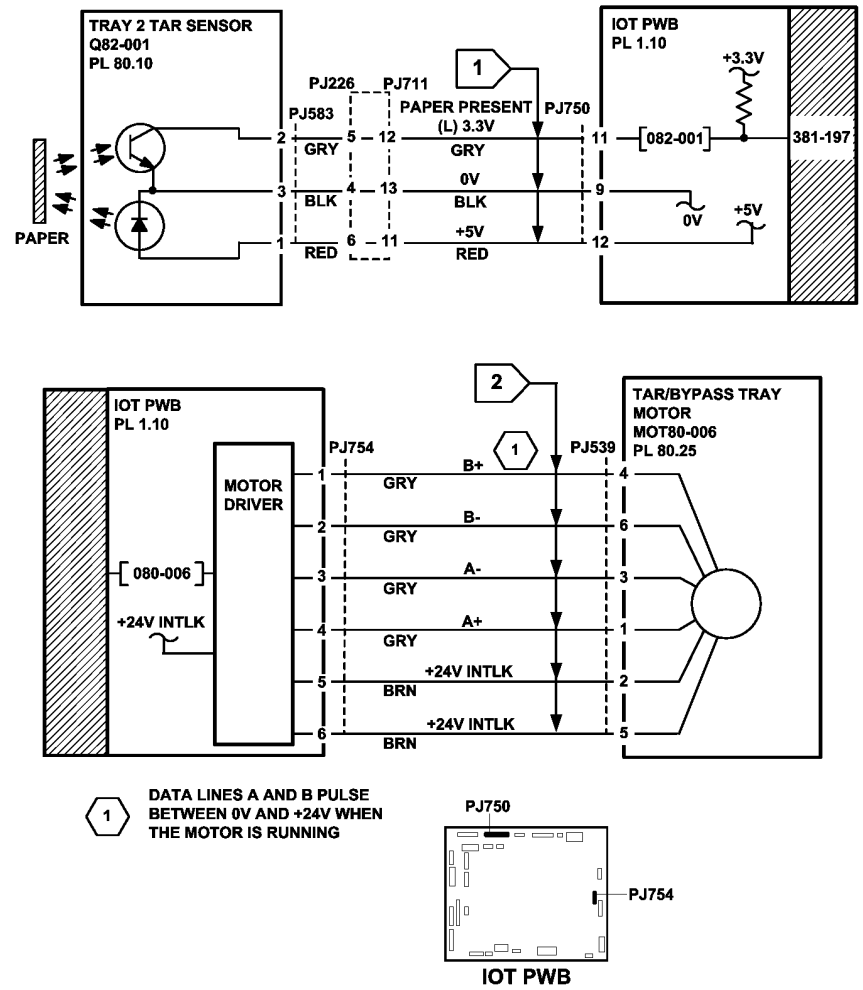 TRAY 2 TAR SENSOR
Q82-001
PL 80.10
IOT PWB
PL 1.10
+3.3V
1
PJ226
PJ711
PJ583
PAPER PRESENT
PJ750
(L) 3.3V
2
5
12
11
082-001
381-197
GRY
GRY
0V
3
4
13
9
BLK
BLK
0V
+5V
PAPER
+5V
1
6
11
12
RED
RED
2
IOT PWB
PL 1.10
TAR/BYPASS TRAY
MOTOR
MOT80-006
PL 80.25
PJ754
1
PJ539
MOTOR
DRIVER
B+
1
4
GRY
B-
2
6
GRY
080-006
A-
3
3
GRY
+24V INTLK
A+
4
1
GRY
+24V INTLK
5
2
BRN
+24V INTLK
6
5
BRN
1
DATA LINES A AND B PULSE
BETWEEN 0V AND +24V WHEN
THE MOTOR IS RUNNING
PJ750
PJ754
IOT PWB